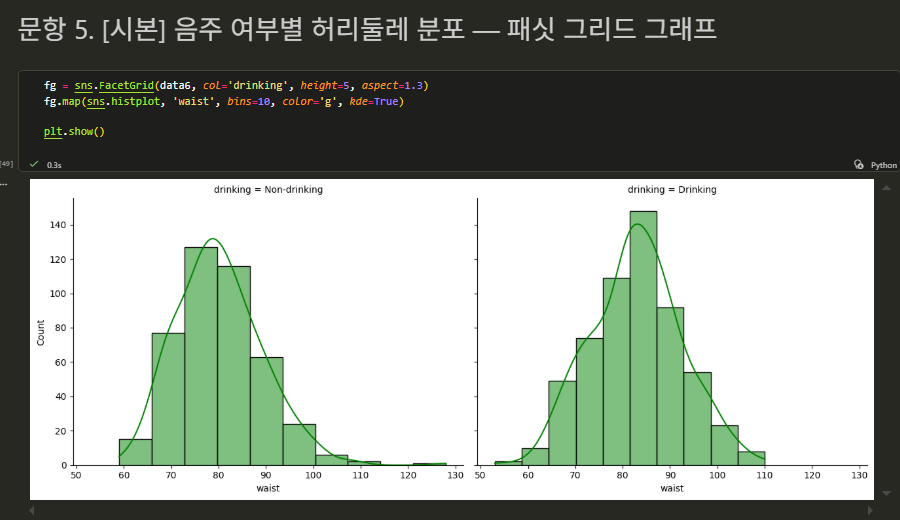 문항 5. [시본] 음주 여부별 허리둘레 분포 — 패싯 그리드 그래프
fg = sns.FacetGrid(data6, col='drinking', height=5, aspect=1.3)
fg.map(sns.histplot, 'waist', bins=10, color='g', kde=True)
plt.show()
[49]
0.3s
Python
...
drinking = Non-drinking
drinking = Drinking
140
120
100
80
60
40
20
0
Count
50 60 70 80 90 100 110 120 130
50 60 70 80 90 100 110 120 130
waist
waist